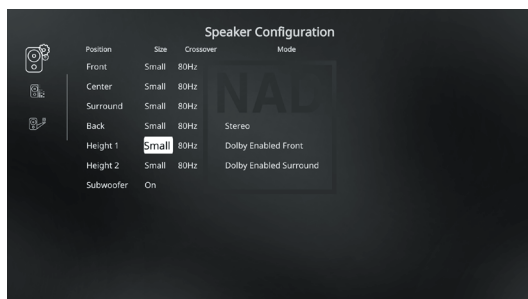 Speaker Configuration
Position Size Crossover Mode
Front Small 80Hz
Center Small 80Hz
Surround Small 80Hz
Back Small 80Hz Stereo
Height 1 Small 80Hz Dolby Enabled Front
Height 2 Small 80Hz Dolby Enabled Surround
Subwoofer On
NAD